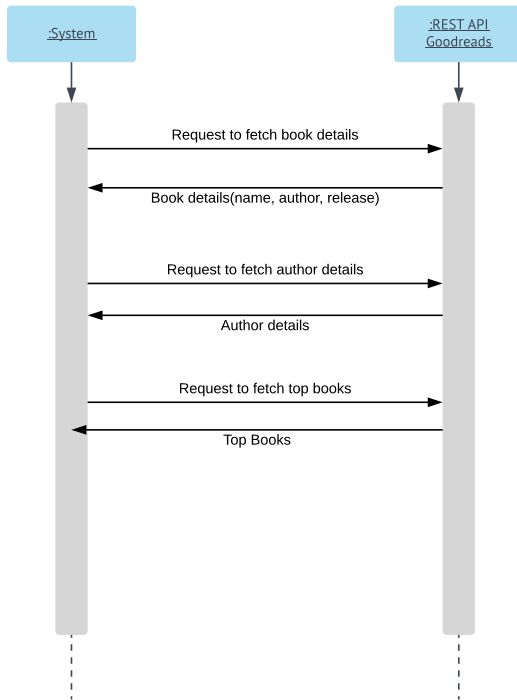 :System
:REST API
Goodreads
Request to fetch book details
Book details(name, author, release)
Request to fetch author details
Author details
Request to fetch top books
Top Books